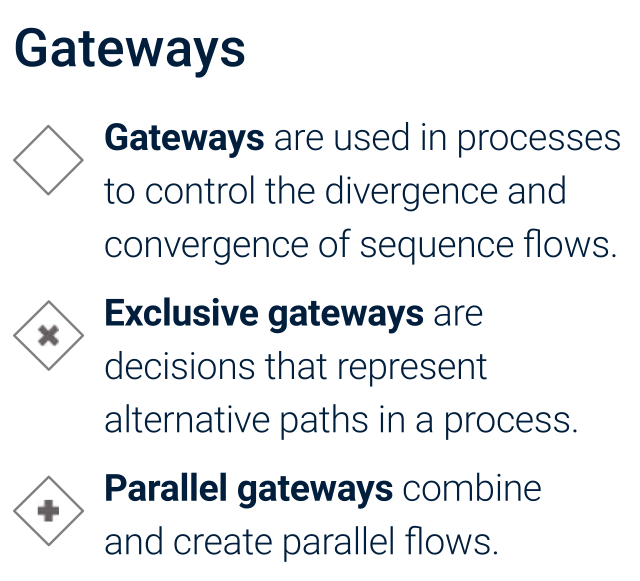 Gateways
Gateways are used in processes
to control the divergence and
convergence of sequence flows.
Exclusive gateways are
decisions that represent
alternative paths in a process.
Parallel gateways combine
and create parallel flows.